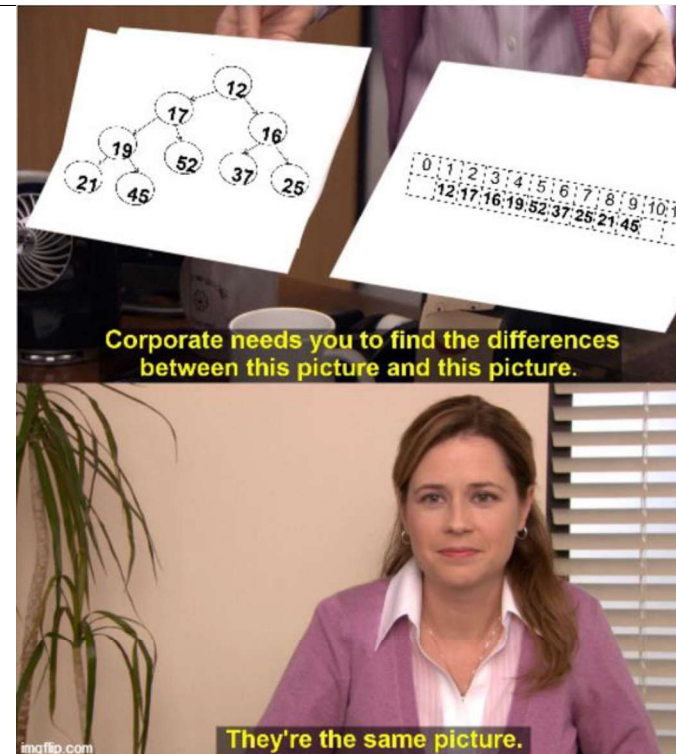 12
17
16
19
52
37
25
21
45
0 1 2 3 4 5 6 7 8 9 10 1
12 17 16 19 52 37 25 21 45
Corporate needs you to find the differences
between this picture and this picture.
They're the same picture.
imgflip.com